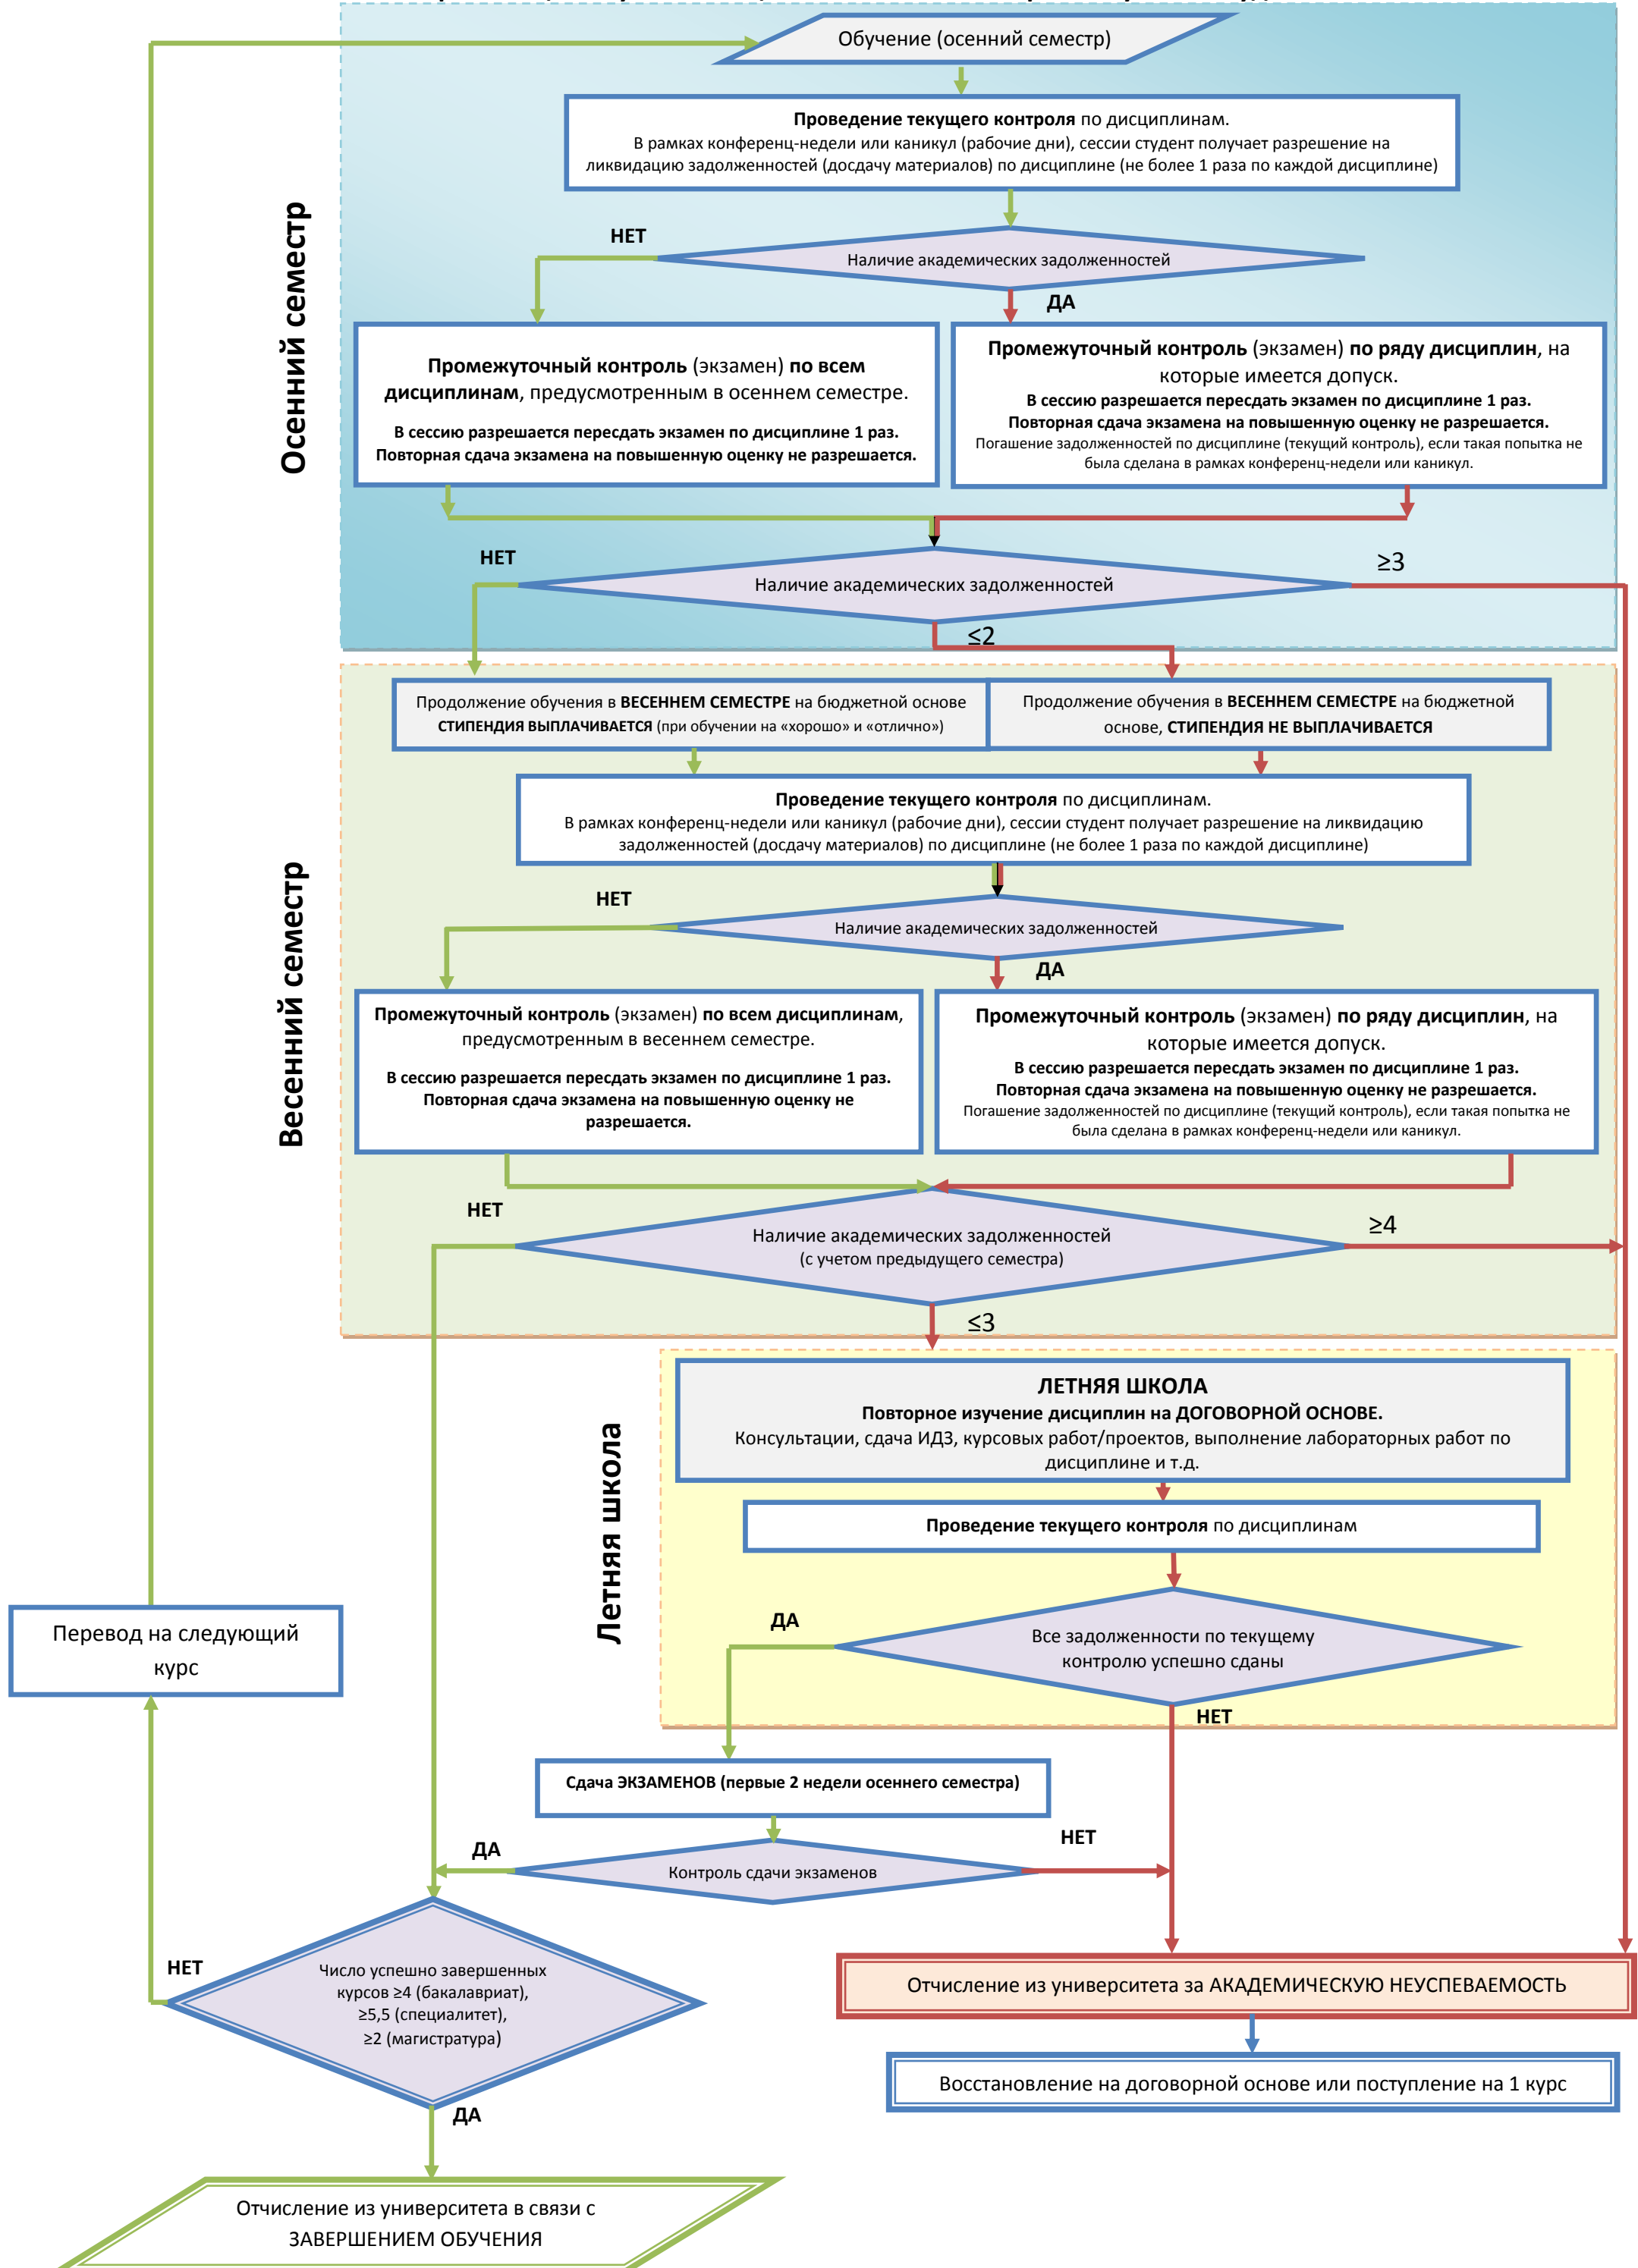 Обучение (осенний семестр)
Проведение текущего контроля по дисциплинам.
В рамках конференц-недели или каникул (рабочие дни), сессии студент получает разрешение на
ликвидацию задолженностей (досдачу материалов) по дисциплине (не более 1 раза по каждой дисциплине)
Осенний семестр
НЕТ
Наличие академических задолженностей
ДА
Промежуточный контроль (экзамен) по всем
дисциплинам, предусмотренным в осеннем семестре.
В сессию разрешается пересдать экзамен по дисциплине 1 раз.
Повторная сдача экзамена на повышенную оценку не разрешается.
Промежуточный контроль (экзамен) по ряду дисциплин, на
которые имеется допуск.
В сессию разрешается пересдать экзамен по дисциплине 1 раз.
Повторная сдача экзамена на повышенную оценку не разрешается.
Погашение задолженностей по дисциплине (текущий контроль), если такая попытка не
была сделана в рамках конференц-недели или каникул.
НЕТ
Наличие академических задолженностей
≥3
≤2
Весенний семестр
Продолжение обучения в ВЕСЕННЕМ СЕМЕСТРЕ на бюджетной основе
СТИПЕНДИЯ ВЫПЛАЧИВАЕТСЯ (при обучении на «хорошо» и «отлично»)
Продолжение обучения в ВЕСЕННЕМ СЕМЕСТРЕ на бюджетной
основе, СТИПЕНДИЯ НЕ ВЫПЛАЧИВАЕТСЯ
Проведение текущего контроля по дисциплинам.
В рамках конференц-недели или каникул (рабочие дни), сессии студент получает разрешение на ликвидацию
задолженностей (досдачу материалов) по дисциплине (не более 1 раза по каждой дисциплине)
НЕТ
Наличие академических задолженностей
ДА
Промежуточный контроль (экзамен) по всем дисциплинам,
предусмотренным в весеннем семестре.
В сессию разрешается пересдать экзамен по дисциплине 1 раз.
Повторная сдача экзамена на повышенную оценку не
разрешается.
Промежуточный контроль (экзамен) по ряду дисциплин, на
которые имеется допуск.
В сессию разрешается пересдать экзамен по дисциплине 1 раз.
Повторная сдача экзамена на повышенную оценку не разрешается.
Погашение задолженностей по дисциплине (текущий контроль), если такая попытка не
была сделана в рамках конференц-недели или каникул.
НЕТ
Наличие академических задолженностей
(с учетом предыдущего семестра)
≥4
≤3
Летняя школа
ЛЕТНЯЯ ШКОЛА
Повторное изучение дисциплин на ДОГОВОРНОЙ ОСНОВЕ.
Консультации, сдача ИДЗ, курсовых работ/проектов, выполнение лабораторных работ по
дисциплине и т.д.
Проведение текущего контроля по дисциплинам
ДА
Все задолженности по текущему
контролю успешно сданы
НЕТ
Перевод на следующий
курс
Сдача ЭКЗАМЕНОВ (первые 2 недели осеннего семестра)
ДА
Контроль сдачи экзаменов
НЕТ
НЕТ
Число успешно завершенных
курсов ≥4 (бакалавриат),
≥5,5 (специалитет),
≥2 (магистратура)
ДА
Отчисление из университета за АКАДЕМИЧЕСКУЮ НЕУСПЕВАЕМОСТЬ
Восстановление на договорной основе или поступление на 1 курс
Отчисление из университета в связи с
ЗАВЕРШЕНИЕМ ОБУЧЕНИЯ